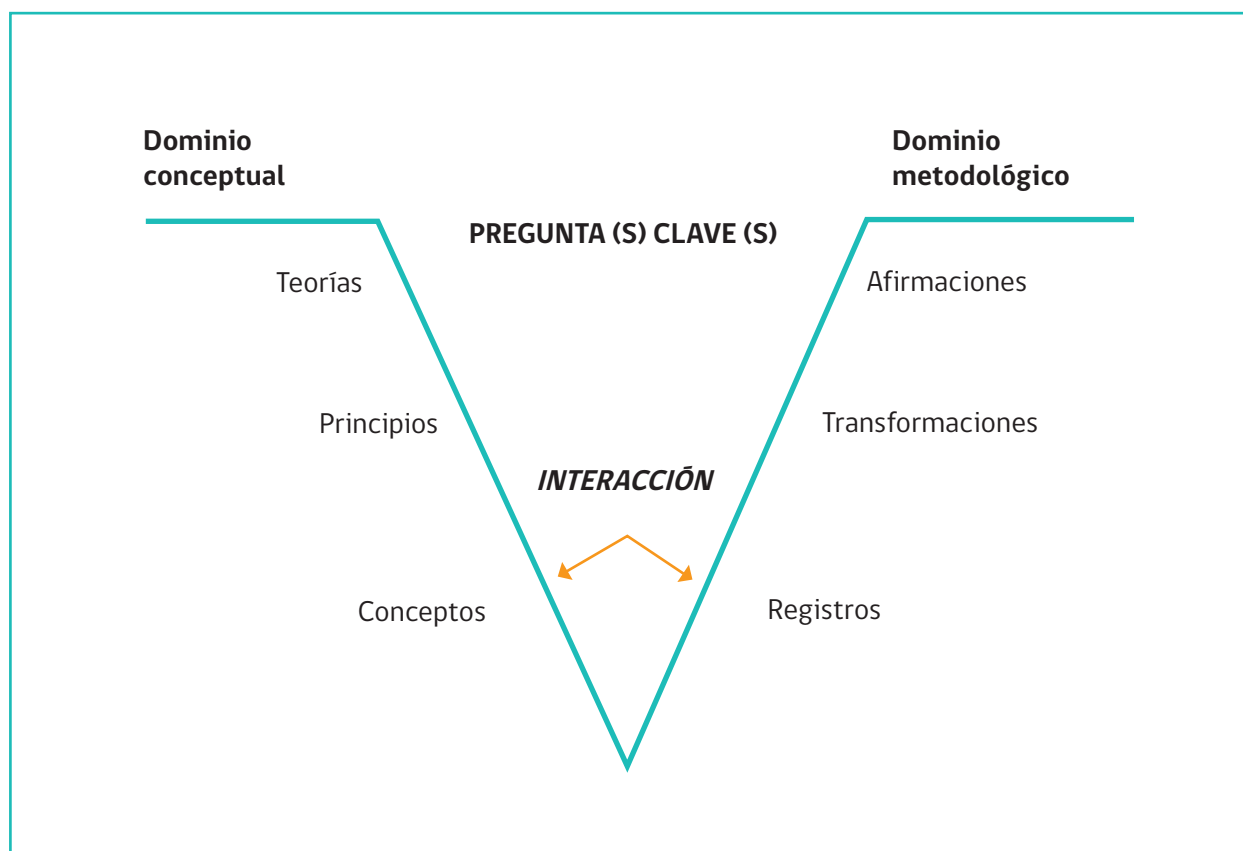 Dominio
conceptual
Dominio
metodológico
PREGUNTA (S) CLAVE (S)
Teorías
Afirmaciones
Principios
Transformaciones
INTERACCIÓN
Conceptos
Registros